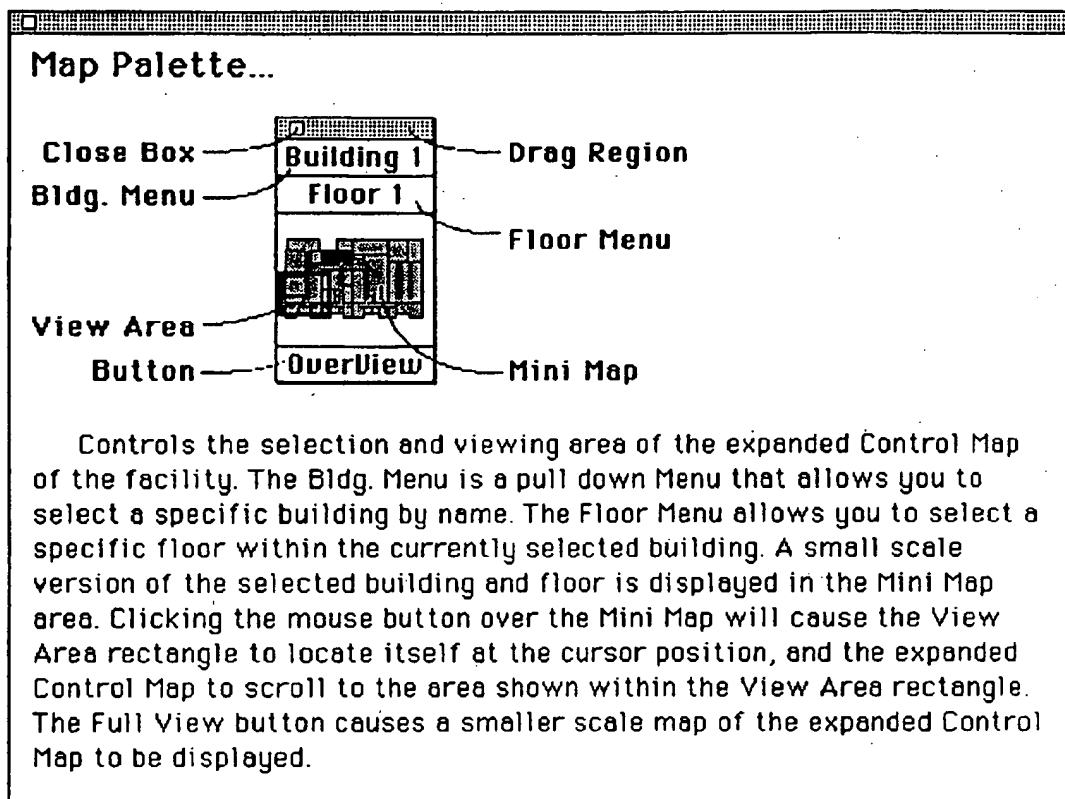 Map Palette...
Close Box
Building 1
Drag Region
Bldg. Menu
Floor 1
Floor Menu
View Area
Button
OverView
Mini Map
Controls the selection and viewing area of the expanded Control Map
of the facility. The Bldg. Menu is a pull down Menu that allows you to
select a specific building by name. The Floor Menu allows you to select a
specific floor within the currently selected building. A small scale
version of the selected building and floor is displayed in the Mini Map
area. Clicking the mouse button over the Mini Map will cause the View
Area rectangle to locate itself at the cursor position, and the expanded
Control Map to scroll to the area shown within the View Area rectangle.
The Full View button causes a smaller scale map of the expanded Control
Map to be displayed.